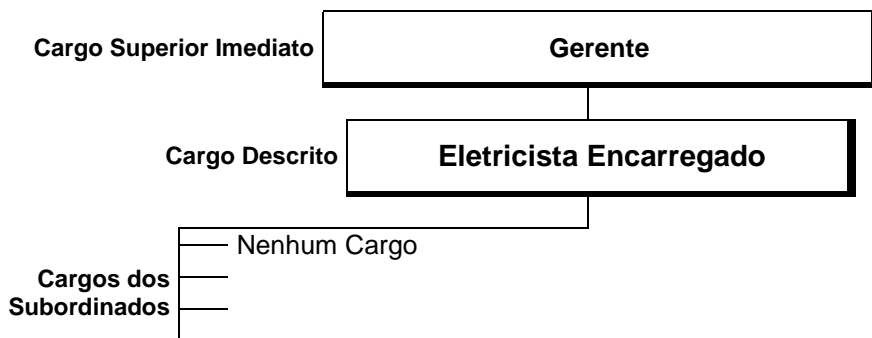 Cargo Superior Imediato
Gerente
Cargo Descrito
Eletricista Encarregado
Nenhum Cargo
Cargos dos
Subordinados